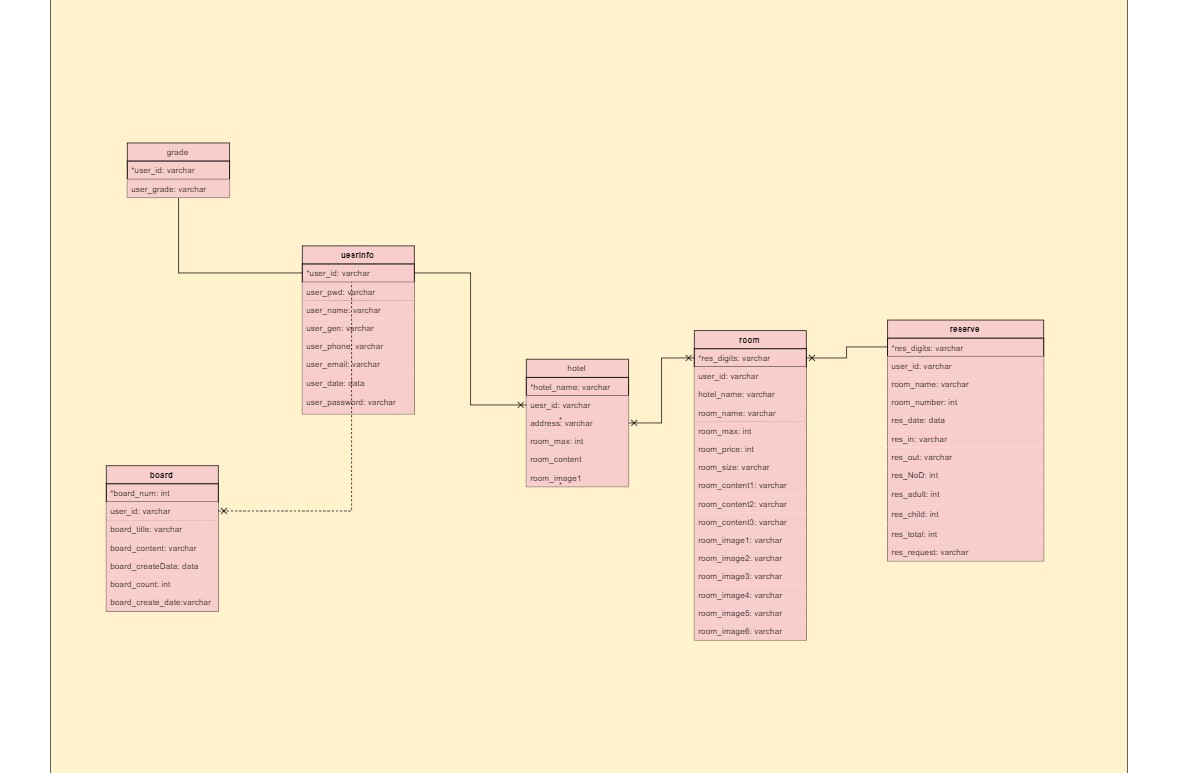 grade
*user_id: varchar
user_grade: varchar
uesrinfo
*user_id: varchar
user_pwd: varchar
user_name: varchar
user_gen: varchar
user_phone: varchar
user_email: varchar
user_date: data
user_password: varchar
board
*board_num: int
user_id: varchar
board_title: varchar
board_content: varchar
board_createData: data
board_count: int
board_create_date:varchar
hotel
*hotel_name: varchar
uesr_id: varchar
address: varchar
room_max: int
room_content
room_image1
room
*res_digits: varchar
user_id: varchar
hotel_name: varchar
room_name: varchar
room_max: int
room_price: int
room_size: varchar
room_content1: varchar
room_content2: varchar
room_content3: varchar
room_image1: varchar
room_image2: varchar
room_image3: varchar
room_image4: varchar
room_image5: varchar
room_image6: varchar
reserve
*res_digits: varchar
user_id: varchar
room_name: varchar
room_number: int
res_date: data
res_in: varchar
res_out: varchar
res_NoD: int
res_adult: int
res_child: int
res_total: int
res_request: varchar